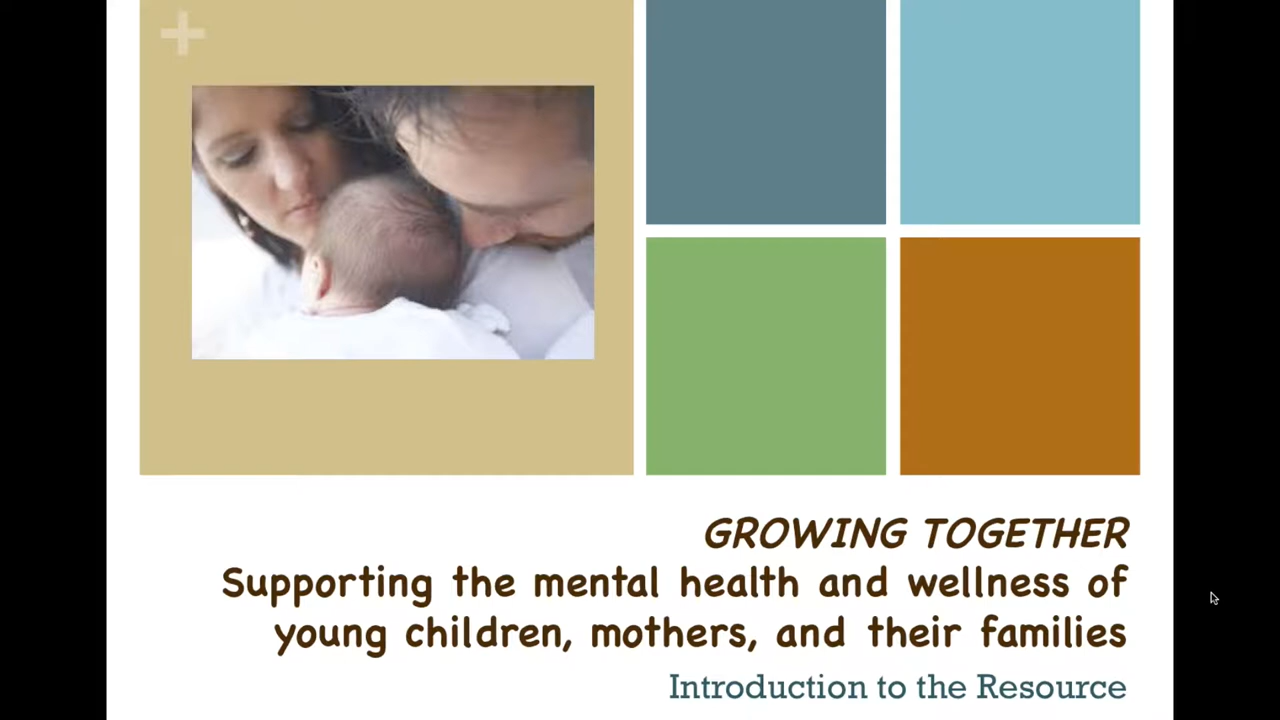 GROWING TOGETHER
Supporting the mental health and wellness of
young children, mothers, and their families
Introduction to the Resource